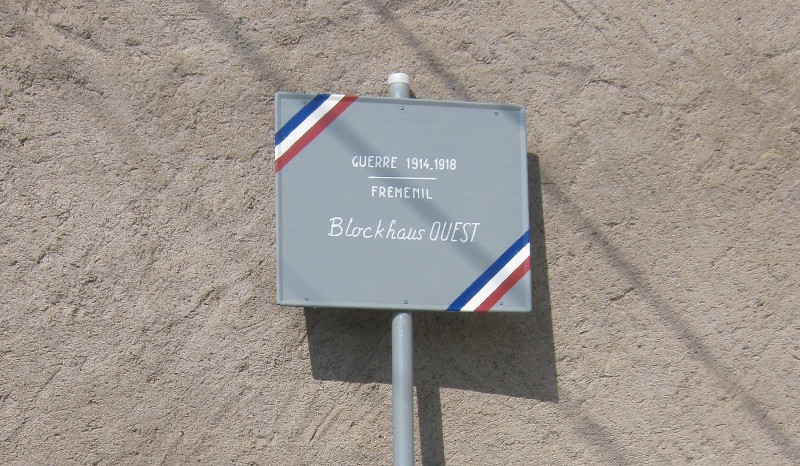 GUERRE 1914-1918
FREMENIL
Blockhaus OUEST